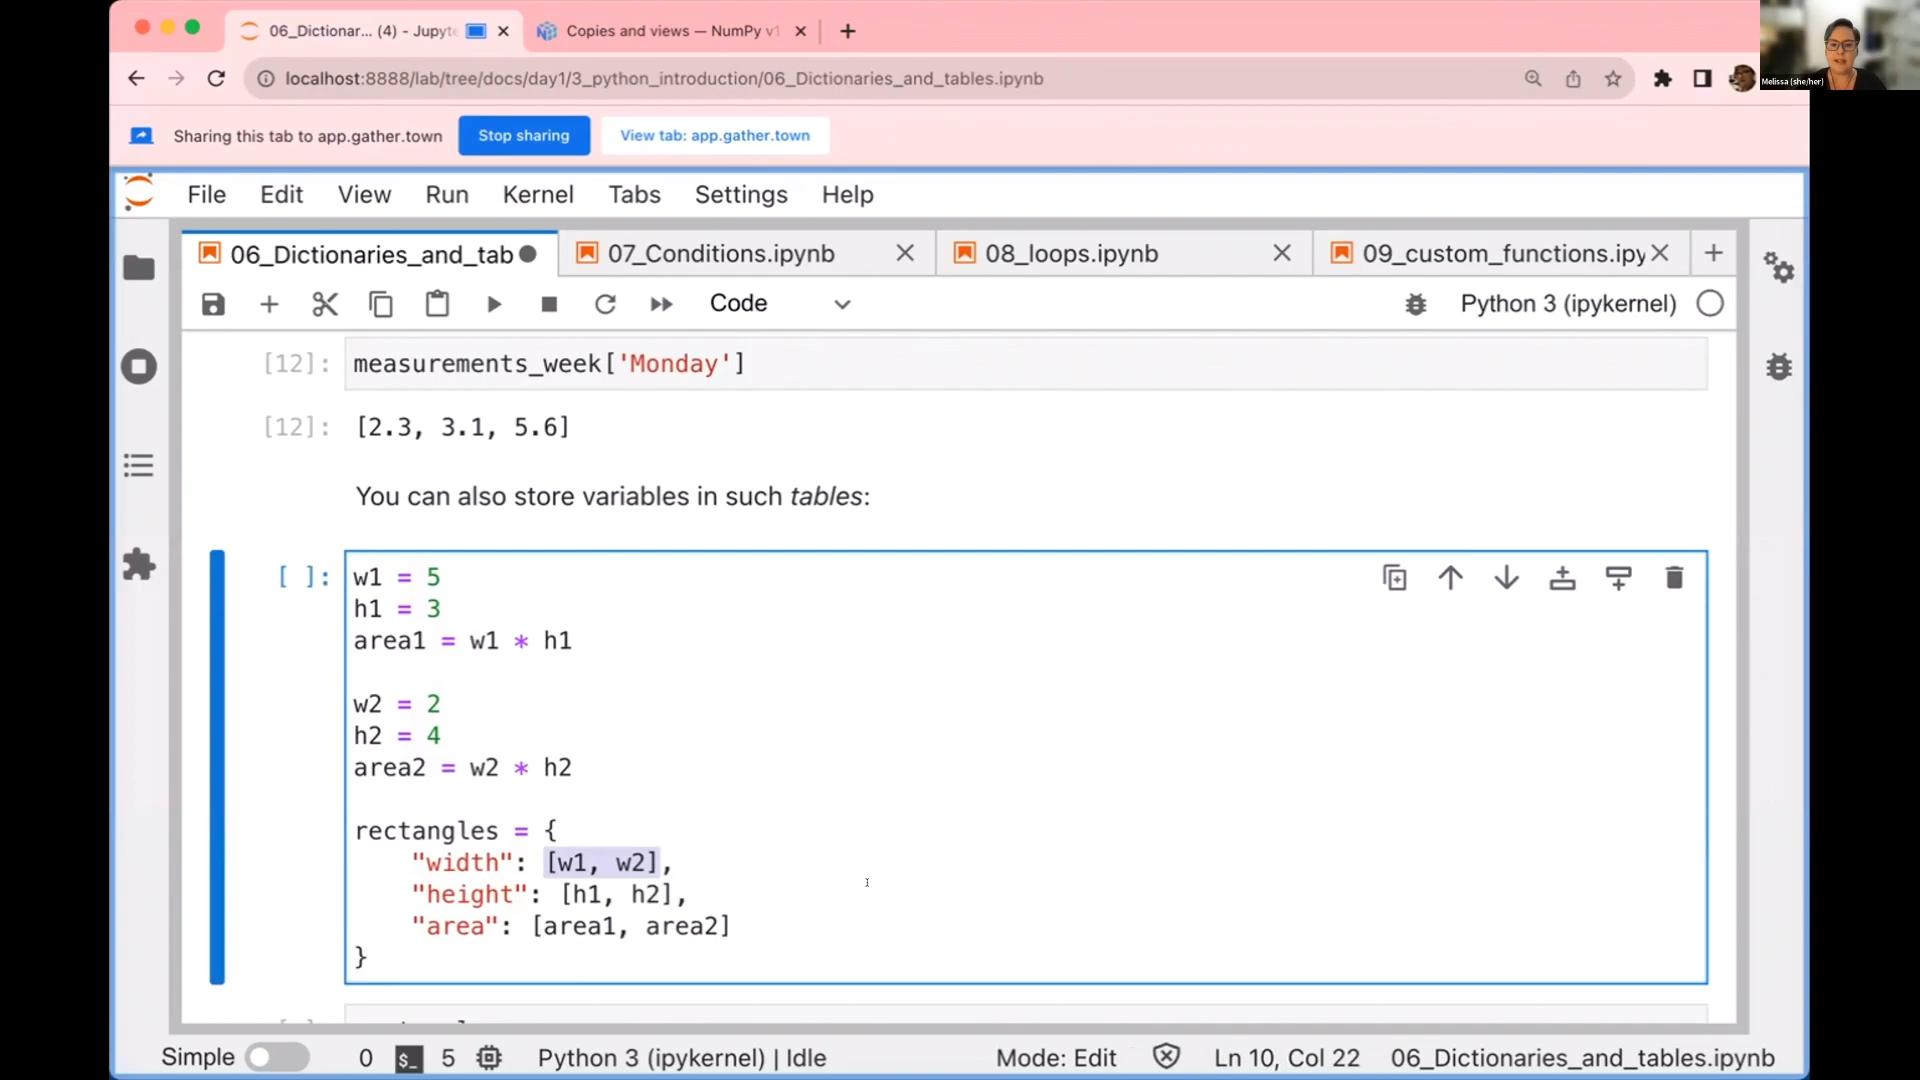 06_Dictionar... (4) - Jupyte
Copies and views — NumPy v1
localhost:8888/lab/tree/docs/day1/3_python_introduction/06_Dictionaries_and_tables.ipynb
Melissa (she/her)
Sharing this tab to app.gather.town
Stop sharing
View tab: app.gather.town
File Edit View Run Kernel Tabs Settings Help
06_Dictionaries_and_tab
07_Conditions.ipynb
08_loops.ipynb
09_custom_functions.ipy
Code
Python 3 (ipykernel)
[12]: measurements_week['Monday']
[12]: [2.3, 3.1, 5.6]
You can also store variables in such tables:
[ ]: w1 = 5
h1 = 3
area1 = w1 * h1
w2 = 2
h2 = 4
area2 = w2 * h2
rectangles = {
"width": [w1, w2],
"height": [h1, h2],
"area": [area1, area2]
}
Simple 0 $_ 5 Python 3 (ipykernel) | Idle Mode: Edit Ln 10, Col 22 06_Dictionaries_and_tables.ipynb